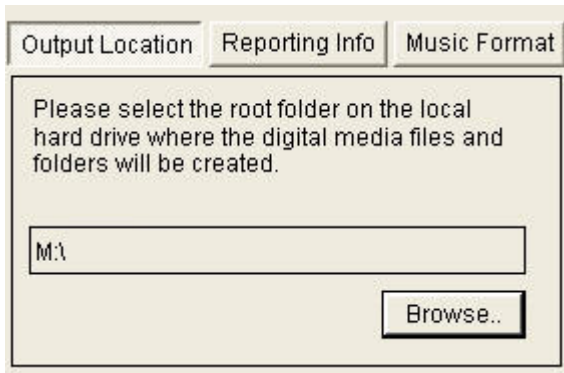 Output Location Reporting Info Music Format
Please select the root folder on the local
hard drive where the digital media files and
folders will be created.
M:\
Browse..